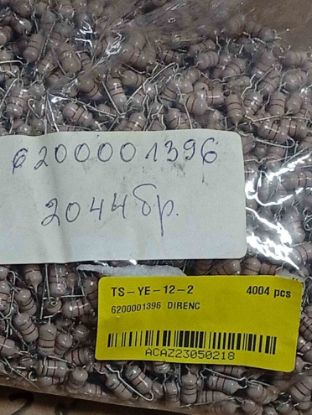 6200001396
2044бр.
TS-YE-12-2 4004 pcs
6200001396 DIRENC
ACAZ23050218